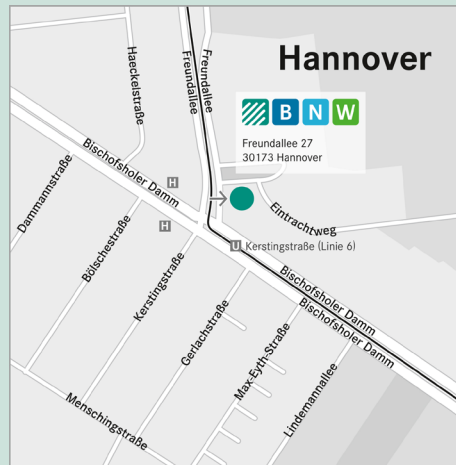 Hannover
BNW
Freundallee 27
30173 Hannover
Haeckelstraße
Freundallee
Freundallee
Bischofsholer Damm
H
H
Dammannstraße
Bölschestraße
Kerstingstraße
Eintrachtweg
U Kerstingstraße (Linie 6)
Bischofsholer Damm
Bischofsholer Damm
Gerlachstraße
Max-Eyth-Straße
Lindemannallee
Menschingstraße